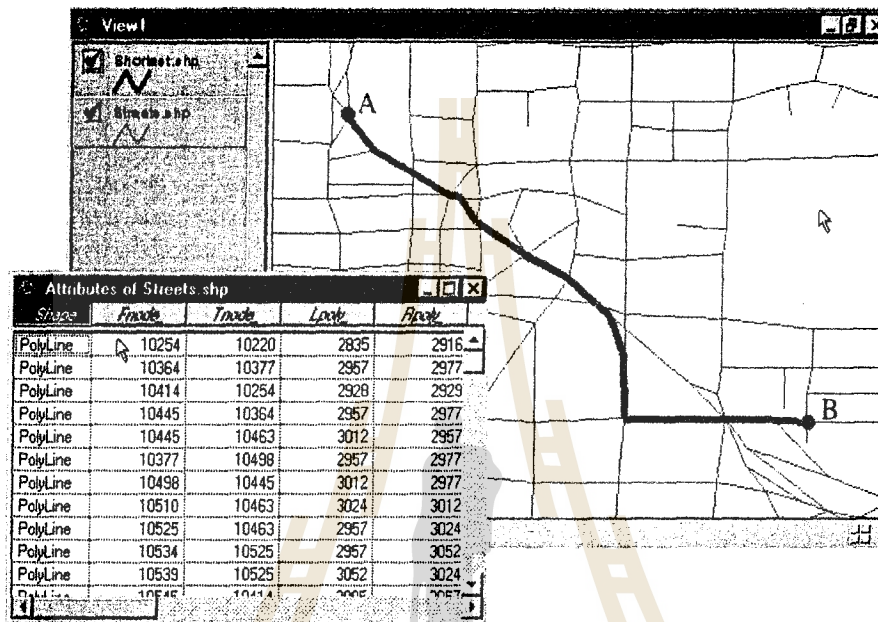 View1
Shortest.shp
Streets.shp
A
B
Attributes of Streets.shp
Shape Fnode_ Tnode_ Lpoly_ Rpoly_
PolyLine 10254 10220 2835 2916
PolyLine 10364 10377 2957 2977
PolyLine 10414 10254 2928 2929
PolyLine 10445 10364 2957 2977
PolyLine 10445 10463 3012 2957
PolyLine 10377 10498 2957 2977
PolyLine 10498 10445 3012 2977
PolyLine 10510 10463 3024 3012
PolyLine 10525 10463 2957 3024
PolyLine 10534 10525 2957 3052
PolyLine 10539 10525 3052 3024